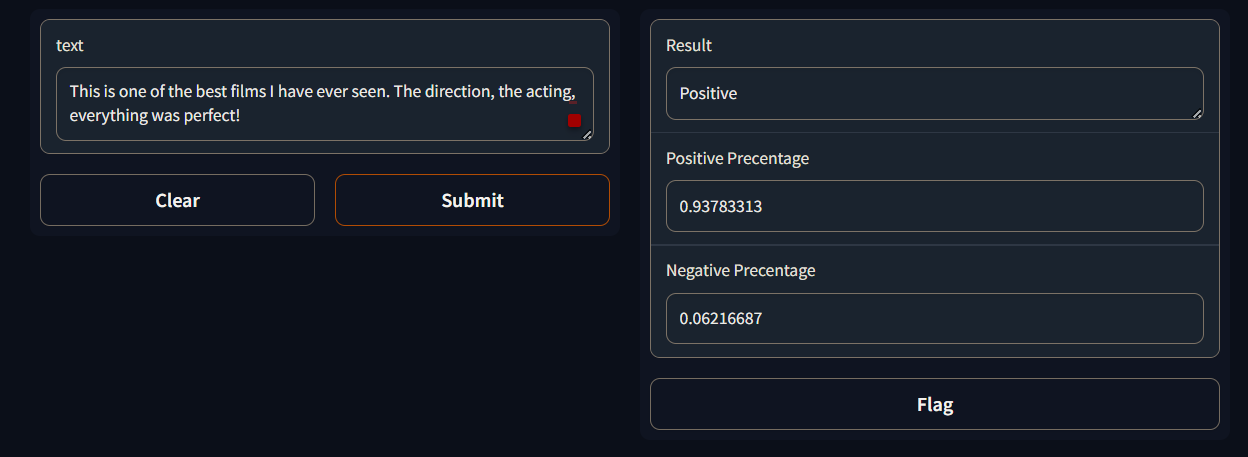 text
This is one of the best films I have ever seen. The direction, the acting,
everything was perfect!
Clear
Submit
Result
Positive
Positive Precentage
0.93783313
Negative Precentage
0.06216687
Flag